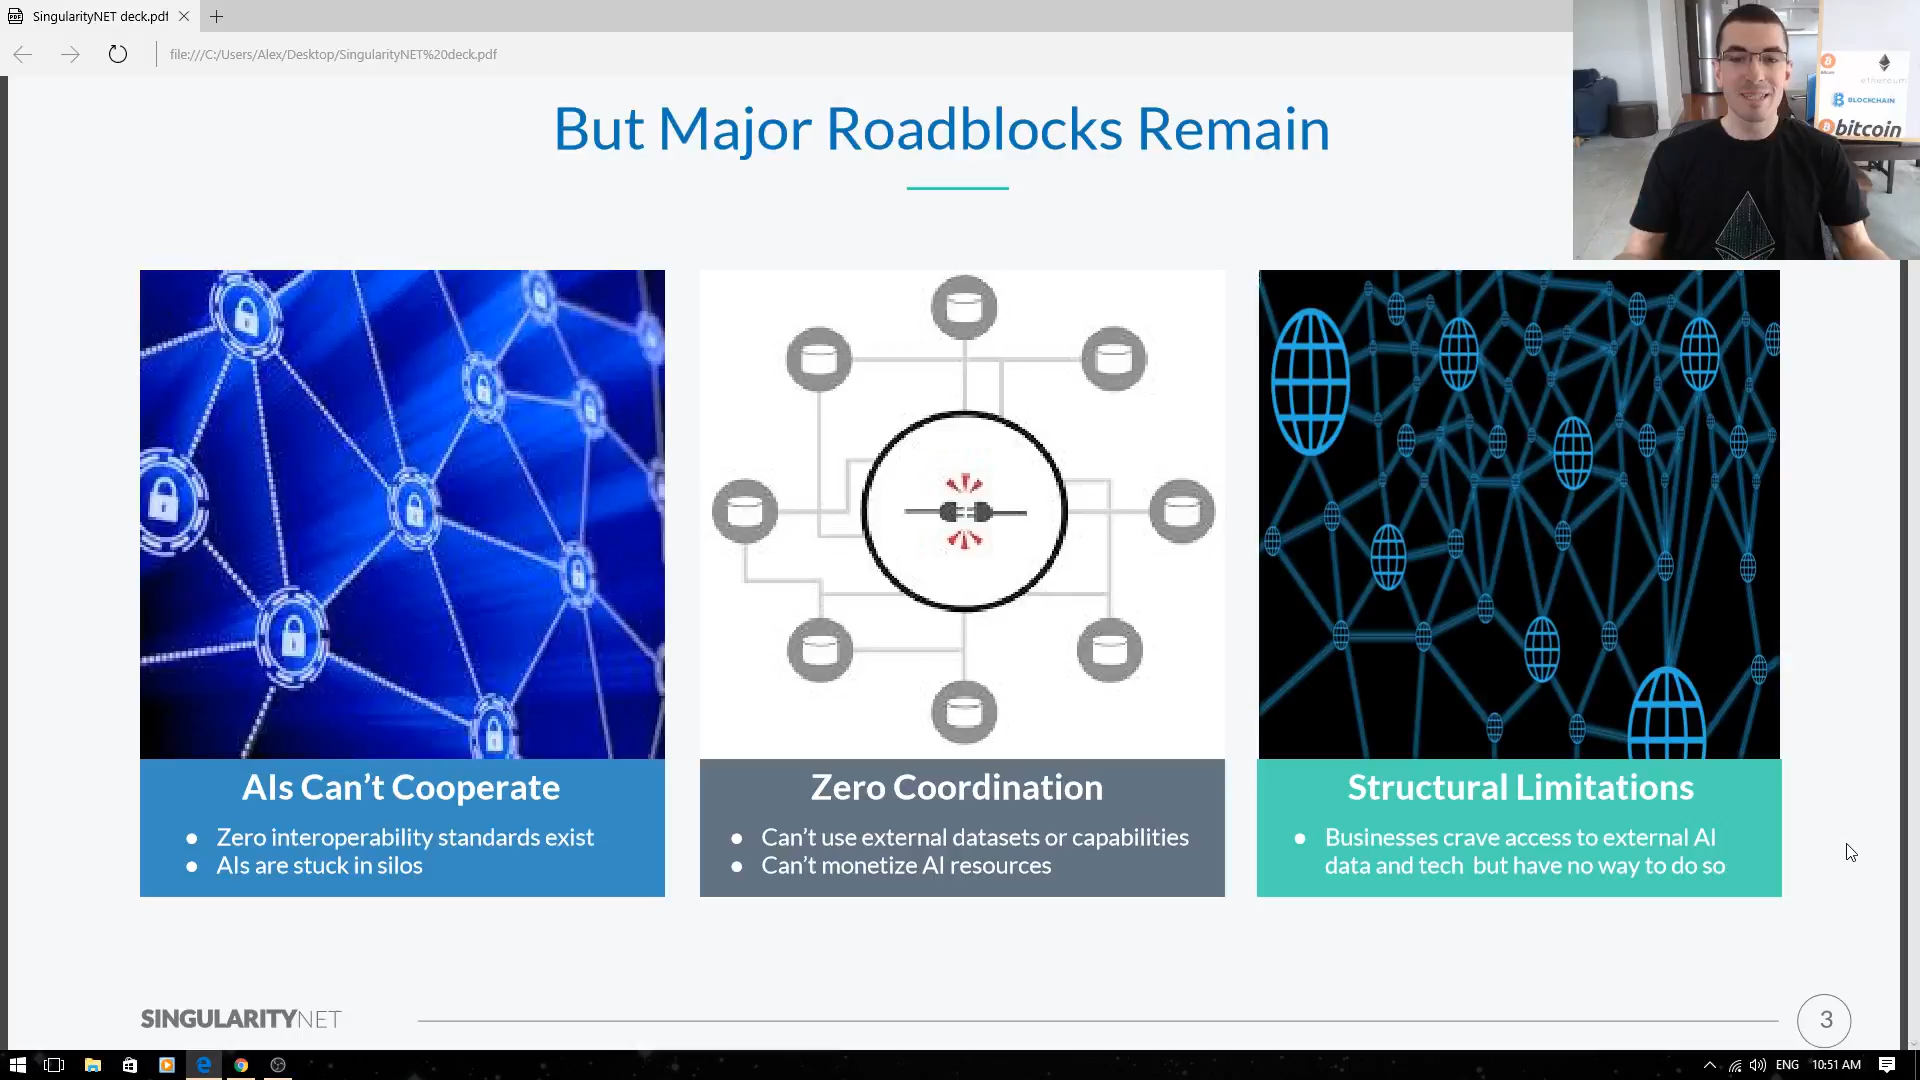 SingularityNET deck.pdf
file:///C:/Users/Alex/Desktop/SingularityNET%20deck.pdf
But Major Roadblocks Remain
ethereum
BLOCKCHAIN
bitcoin
AIs Can’t Cooperate
● Zero interoperability standards exist
● AIs are stuck in silos
Zero Coordination
● Can’t use external datasets or capabilities
● Can’t monetize AI resources
Structural Limitations
● Businesses crave access to external AI
data and tech but have no way to do so
SINGULARITYNET
3
ENG
10:51 AM